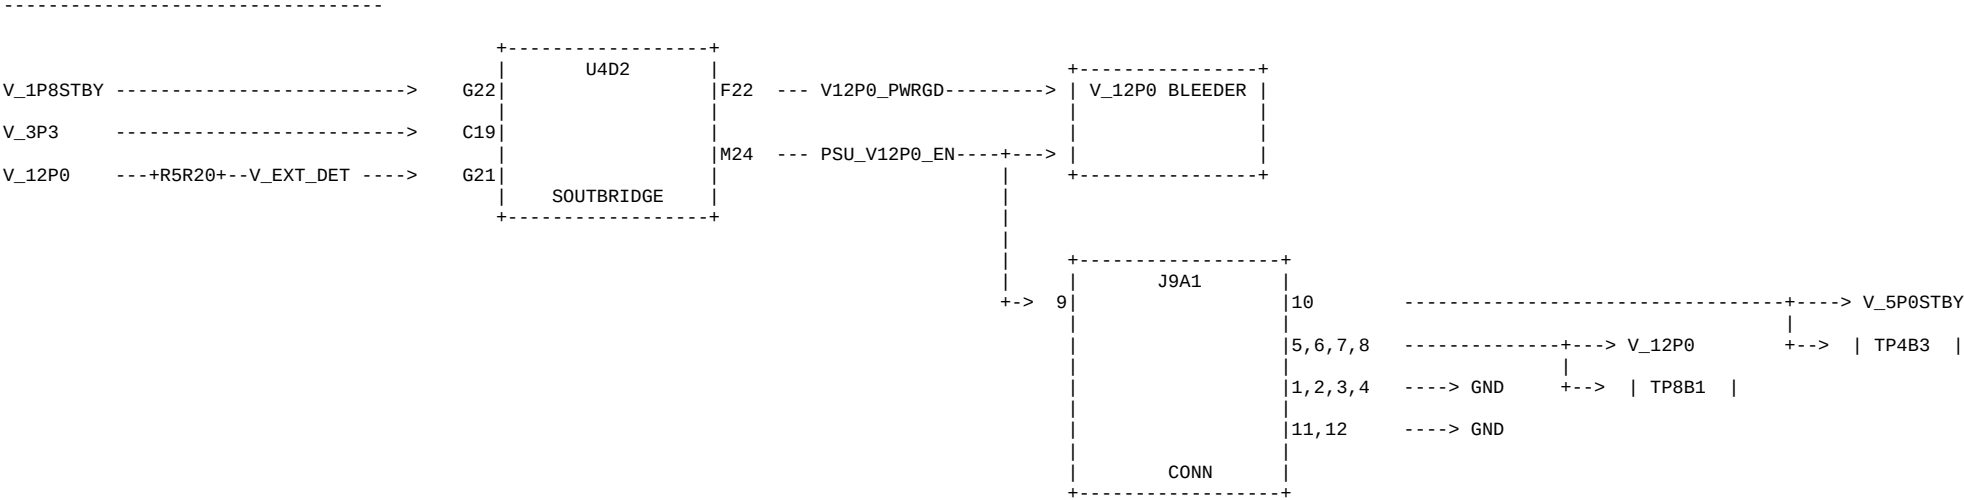 ---------------------------------
+------------------+
| U4D2 | +----------------+
V_1P8STBY --------------------------> G22| |F22 --- V12P0_PWRGD---------> | V_12P0 BLEEDER |
| | | |
V_3P3 --------------------------> C19| | | |
| |M24 --- PSU_V12P0_EN----+---> | |
V_12P0 ---+R5R20+--V_EXT_DET ----> G21| | | +----------------+
| SOUTBRIDGE | |
+------------------+ |
|
| +------------------+
| | J9A1 |
+-> 9| |10 ----------------------------------+----> V_5P0STBY
| | |
| |5,6,7,8 --------------+---> V_12P0 +--> | TP4B3 |
| | |
| |1,2,3,4 ----> GND +--> | TP8B1 |
| |
| |11,12 ----> GND
| |
| CONN |
+------------------+